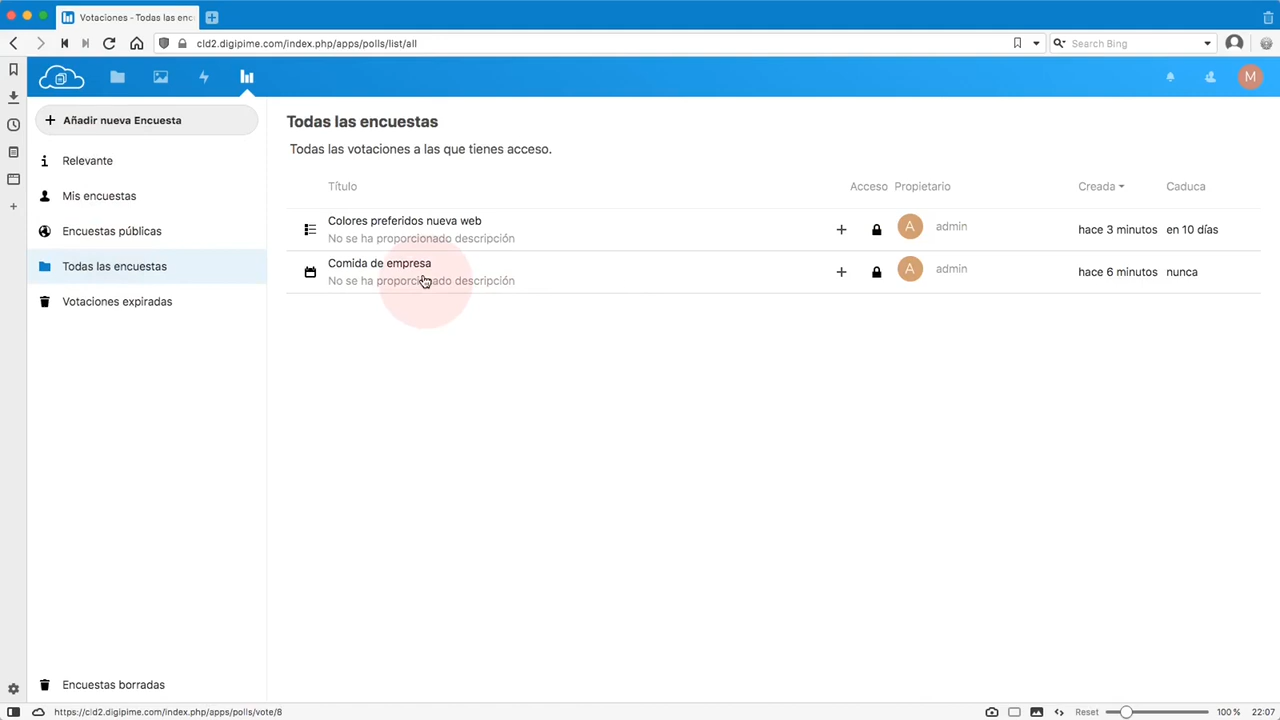 Votaciones - Todas las enc
cld2.digipime.com/index.php/apps/polls/list/all
Search Bing
M
Añadir nueva Encuesta
Relevante
Mis encuestas
Encuestas públicas
Todas las encuestas
Votaciones expiradas
Encuestas borradas
Todas las encuestas
Todas las votaciones a las que tienes acceso.
Título Acceso Propietario Creada Caduca
Colores preferidos nueva web
No se ha proporcionado descripción
A admin hace 3 minutos en 10 días
Comida de empresa
No se ha proporcionado descripción
A admin hace 6 minutos nunca
https://cld2.digipime.com/index.php/apps/polls/vote/8
Reset 100 % 22:07